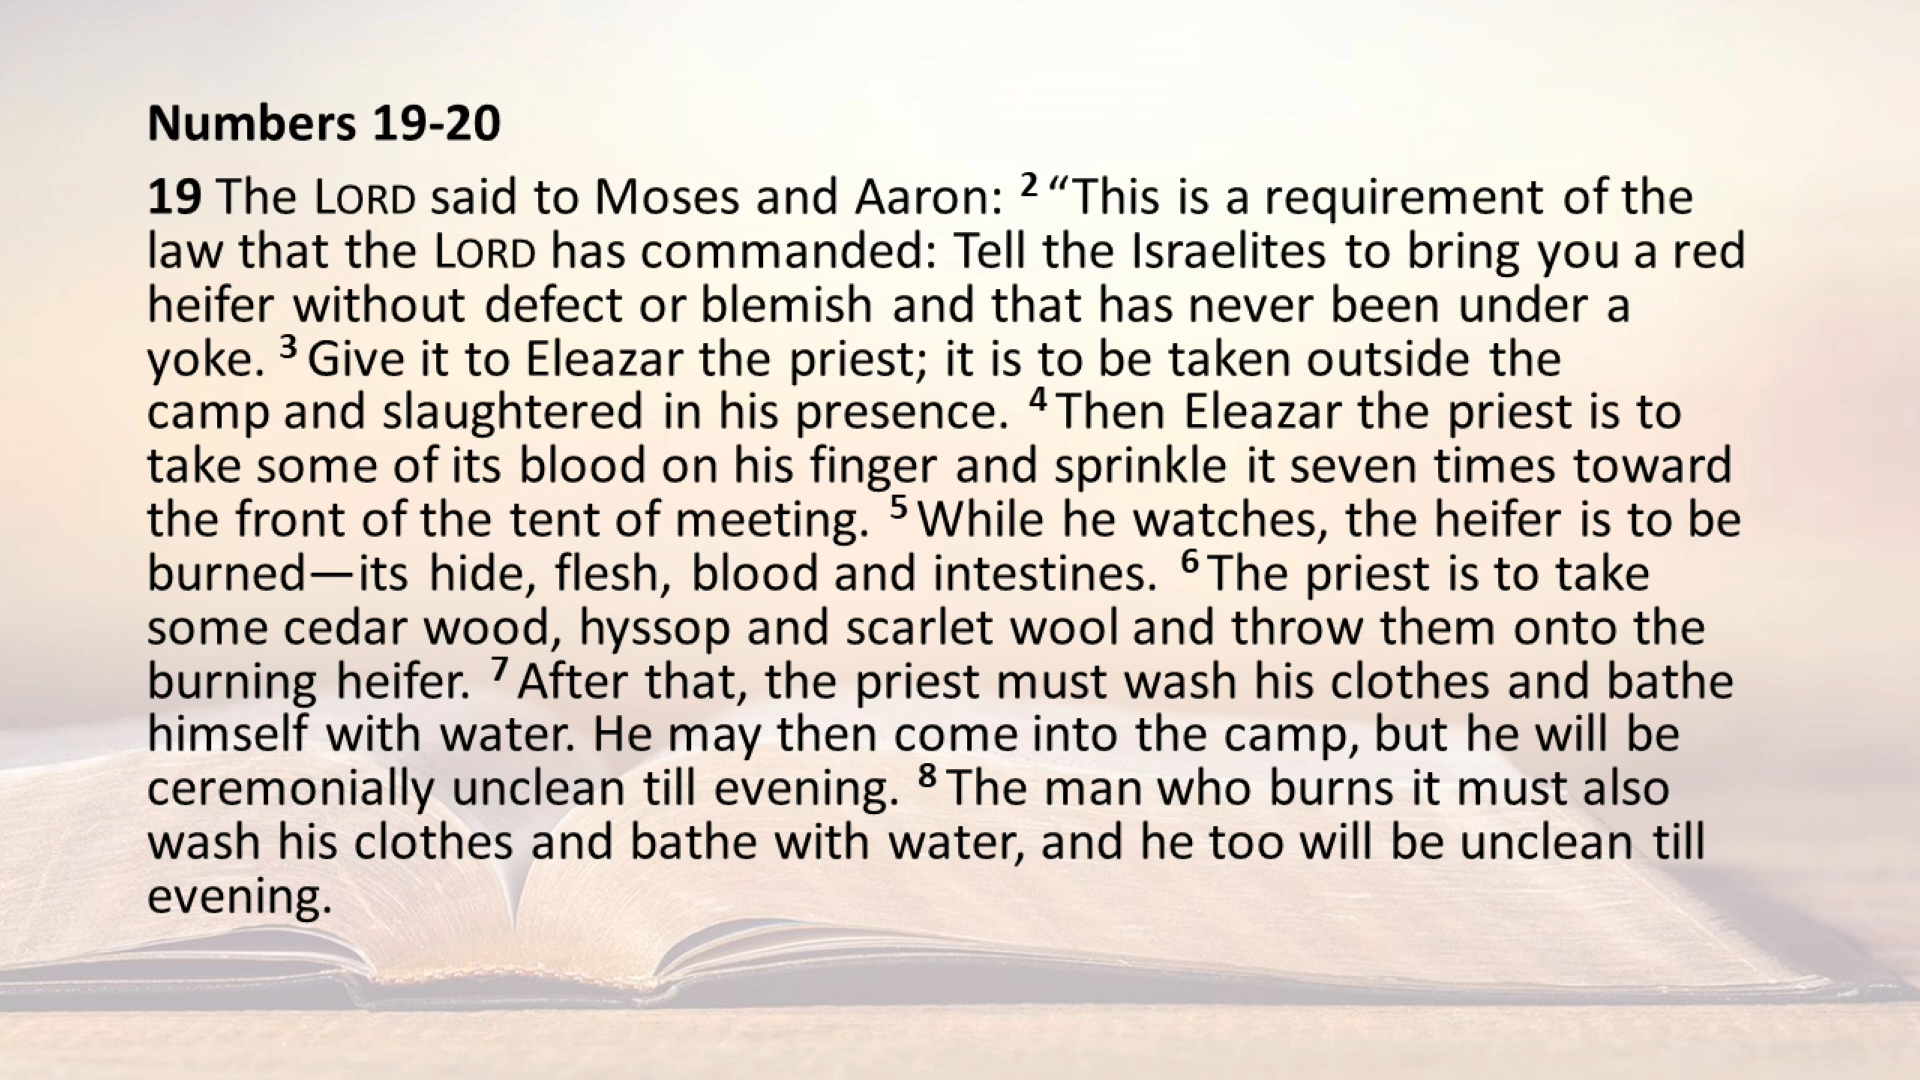 Numbers 19-20
19 The LORD said to Moses and Aaron: 2 “This is a requirement of the
law that the LORD has commanded: Tell the Israelites to bring you a red
heifer without defect or blemish and that has never been under a
yoke. 3 Give it to Eleazar the priest; it is to be taken outside the
camp and slaughtered in his presence. 4 Then Eleazar the priest is to
take some of its blood on his finger and sprinkle it seven times toward
the front of the tent of meeting. 5 While he watches, the heifer is to be
burned—its hide, flesh, blood and intestines. 6 The priest is to take
some cedar wood, hyssop and scarlet wool and throw them onto the
burning heifer. 7 After that, the priest must wash his clothes and bathe
himself with water. He may then come into the camp, but he will be
ceremonially unclean till evening. 8 The man who burns it must also
wash his clothes and bathe with water, and he too will be unclean till
evening.